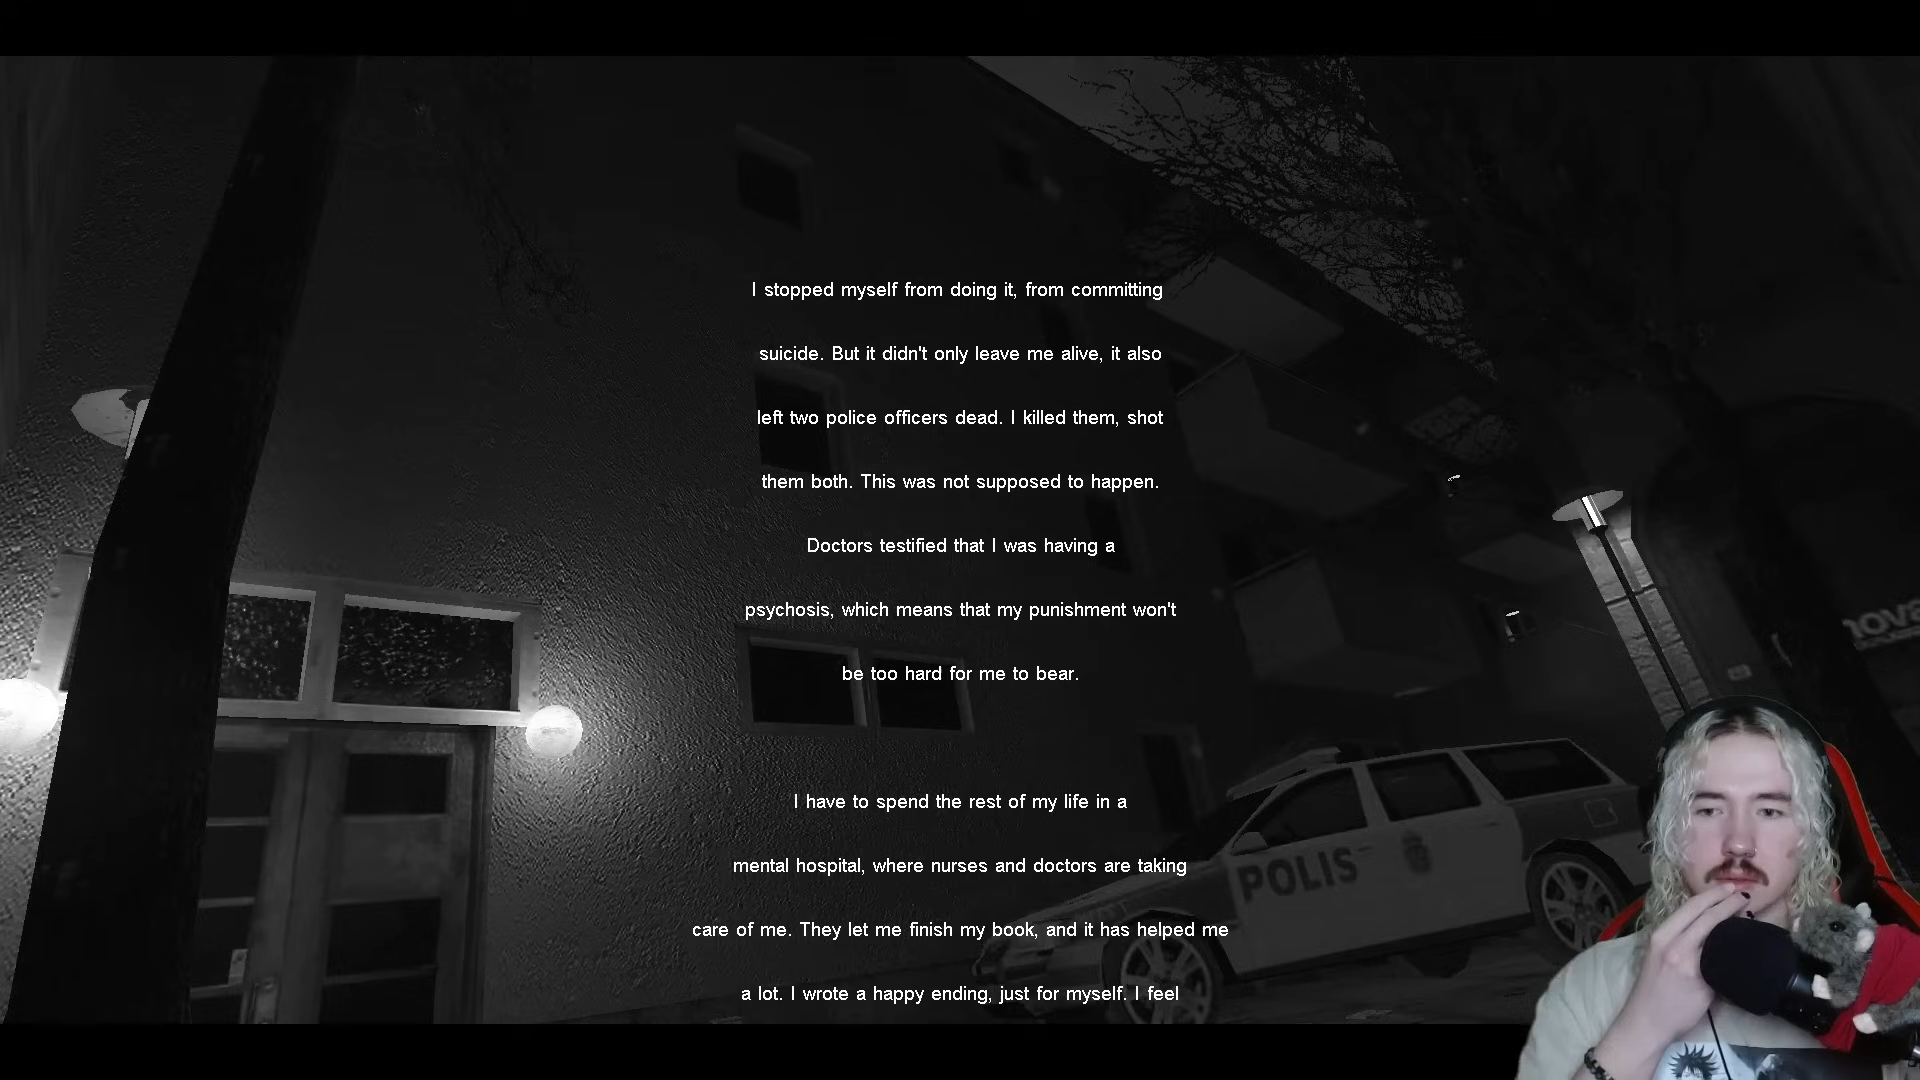 I stopped myself from doing it, from committing
suicide. But it didn't only leave me alive, it also
left two police officers dead. I killed them, shot
them both. This was not supposed to happen.
Doctors testified that I was having a
psychosis, which means that my punishment won't
be too hard for me to bear.
I have to spend the rest of my life in a
mental hospital, where nurses and doctors are taking
care of me. They let me finish my book, and it has helped me
a lot. I wrote a happy ending, just for myself. I feel
POLIS